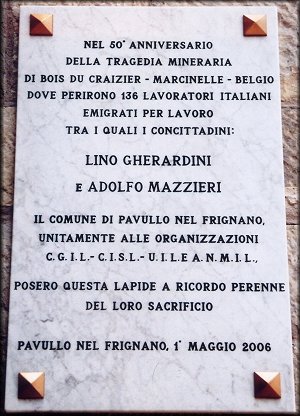 NEL 50° ANNIVERSARIO
DELLA TRAGEDIA MINERARIA
DI BOIS DU CRAIZIER - MARCINELLE - BELGIO
DOVE PERIRONO 136 LAVORATORI ITALIANI
EMIGRATI PER LAVORO
TRA I QUALI I CONCITTADINI:
LINO GHERARDINI
E ADOLFO MAZZIERI
IL COMUNE DI PAVULLO NEL FRIGNANO,
UNITAMENTE ALLE ORGANIZZAZIONI
C.G.I.L.- C.I.S.L.- U.I.L E A.N.M.I.L.,
POSERO QUESTA LAPIDE A RICORDO PERENNE
DEL LORO SACRIFICIO
PAVULLO NEL FRIGNANO, 1° MAGGIO 2006